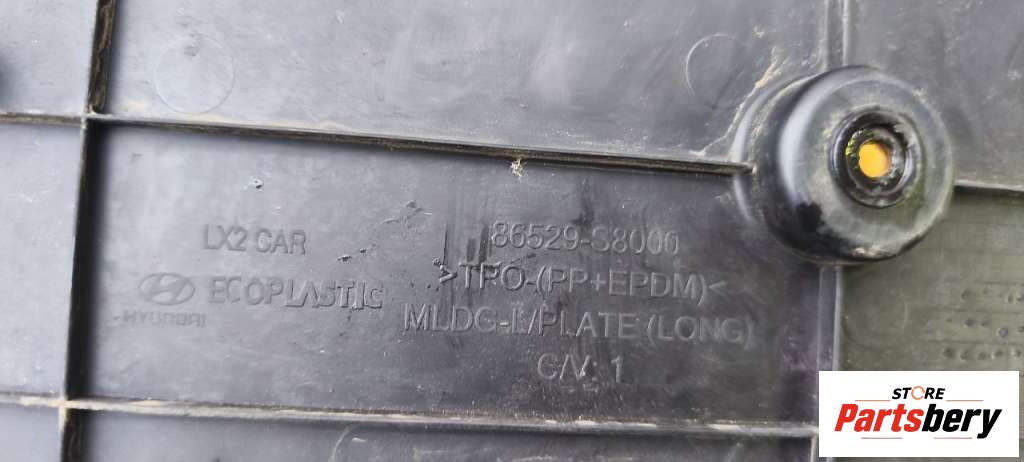 LX2 CAR
86529-S8000
HYUNDAI
ECOPLASTIC
>TPO-(PP+EPDM)<
MLDG-L/PLATE (LONG)
C/V: 1
STORE
Partsbery